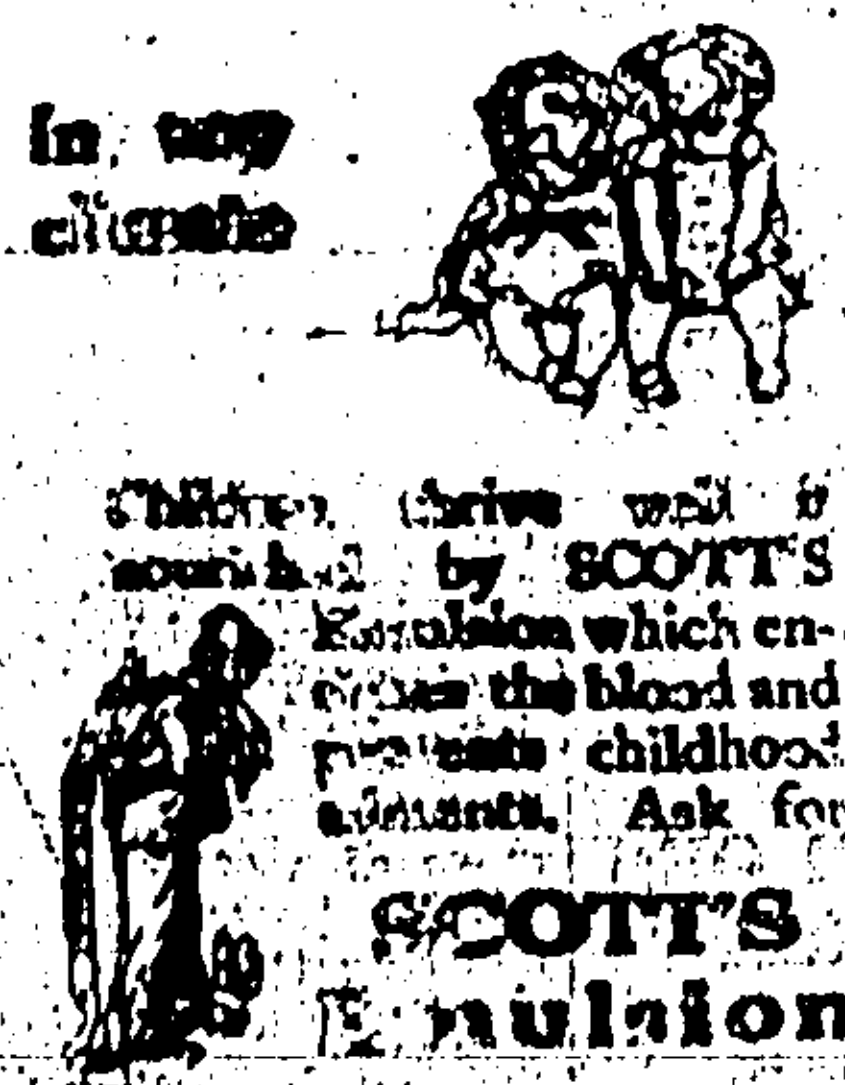 In any
climate
Children thrive well if
nourished by SCOTT'S
Emulsion which en-
riches the blood and
prevents childhood
ailments. Ask for
SCOTT'S
Emulsion